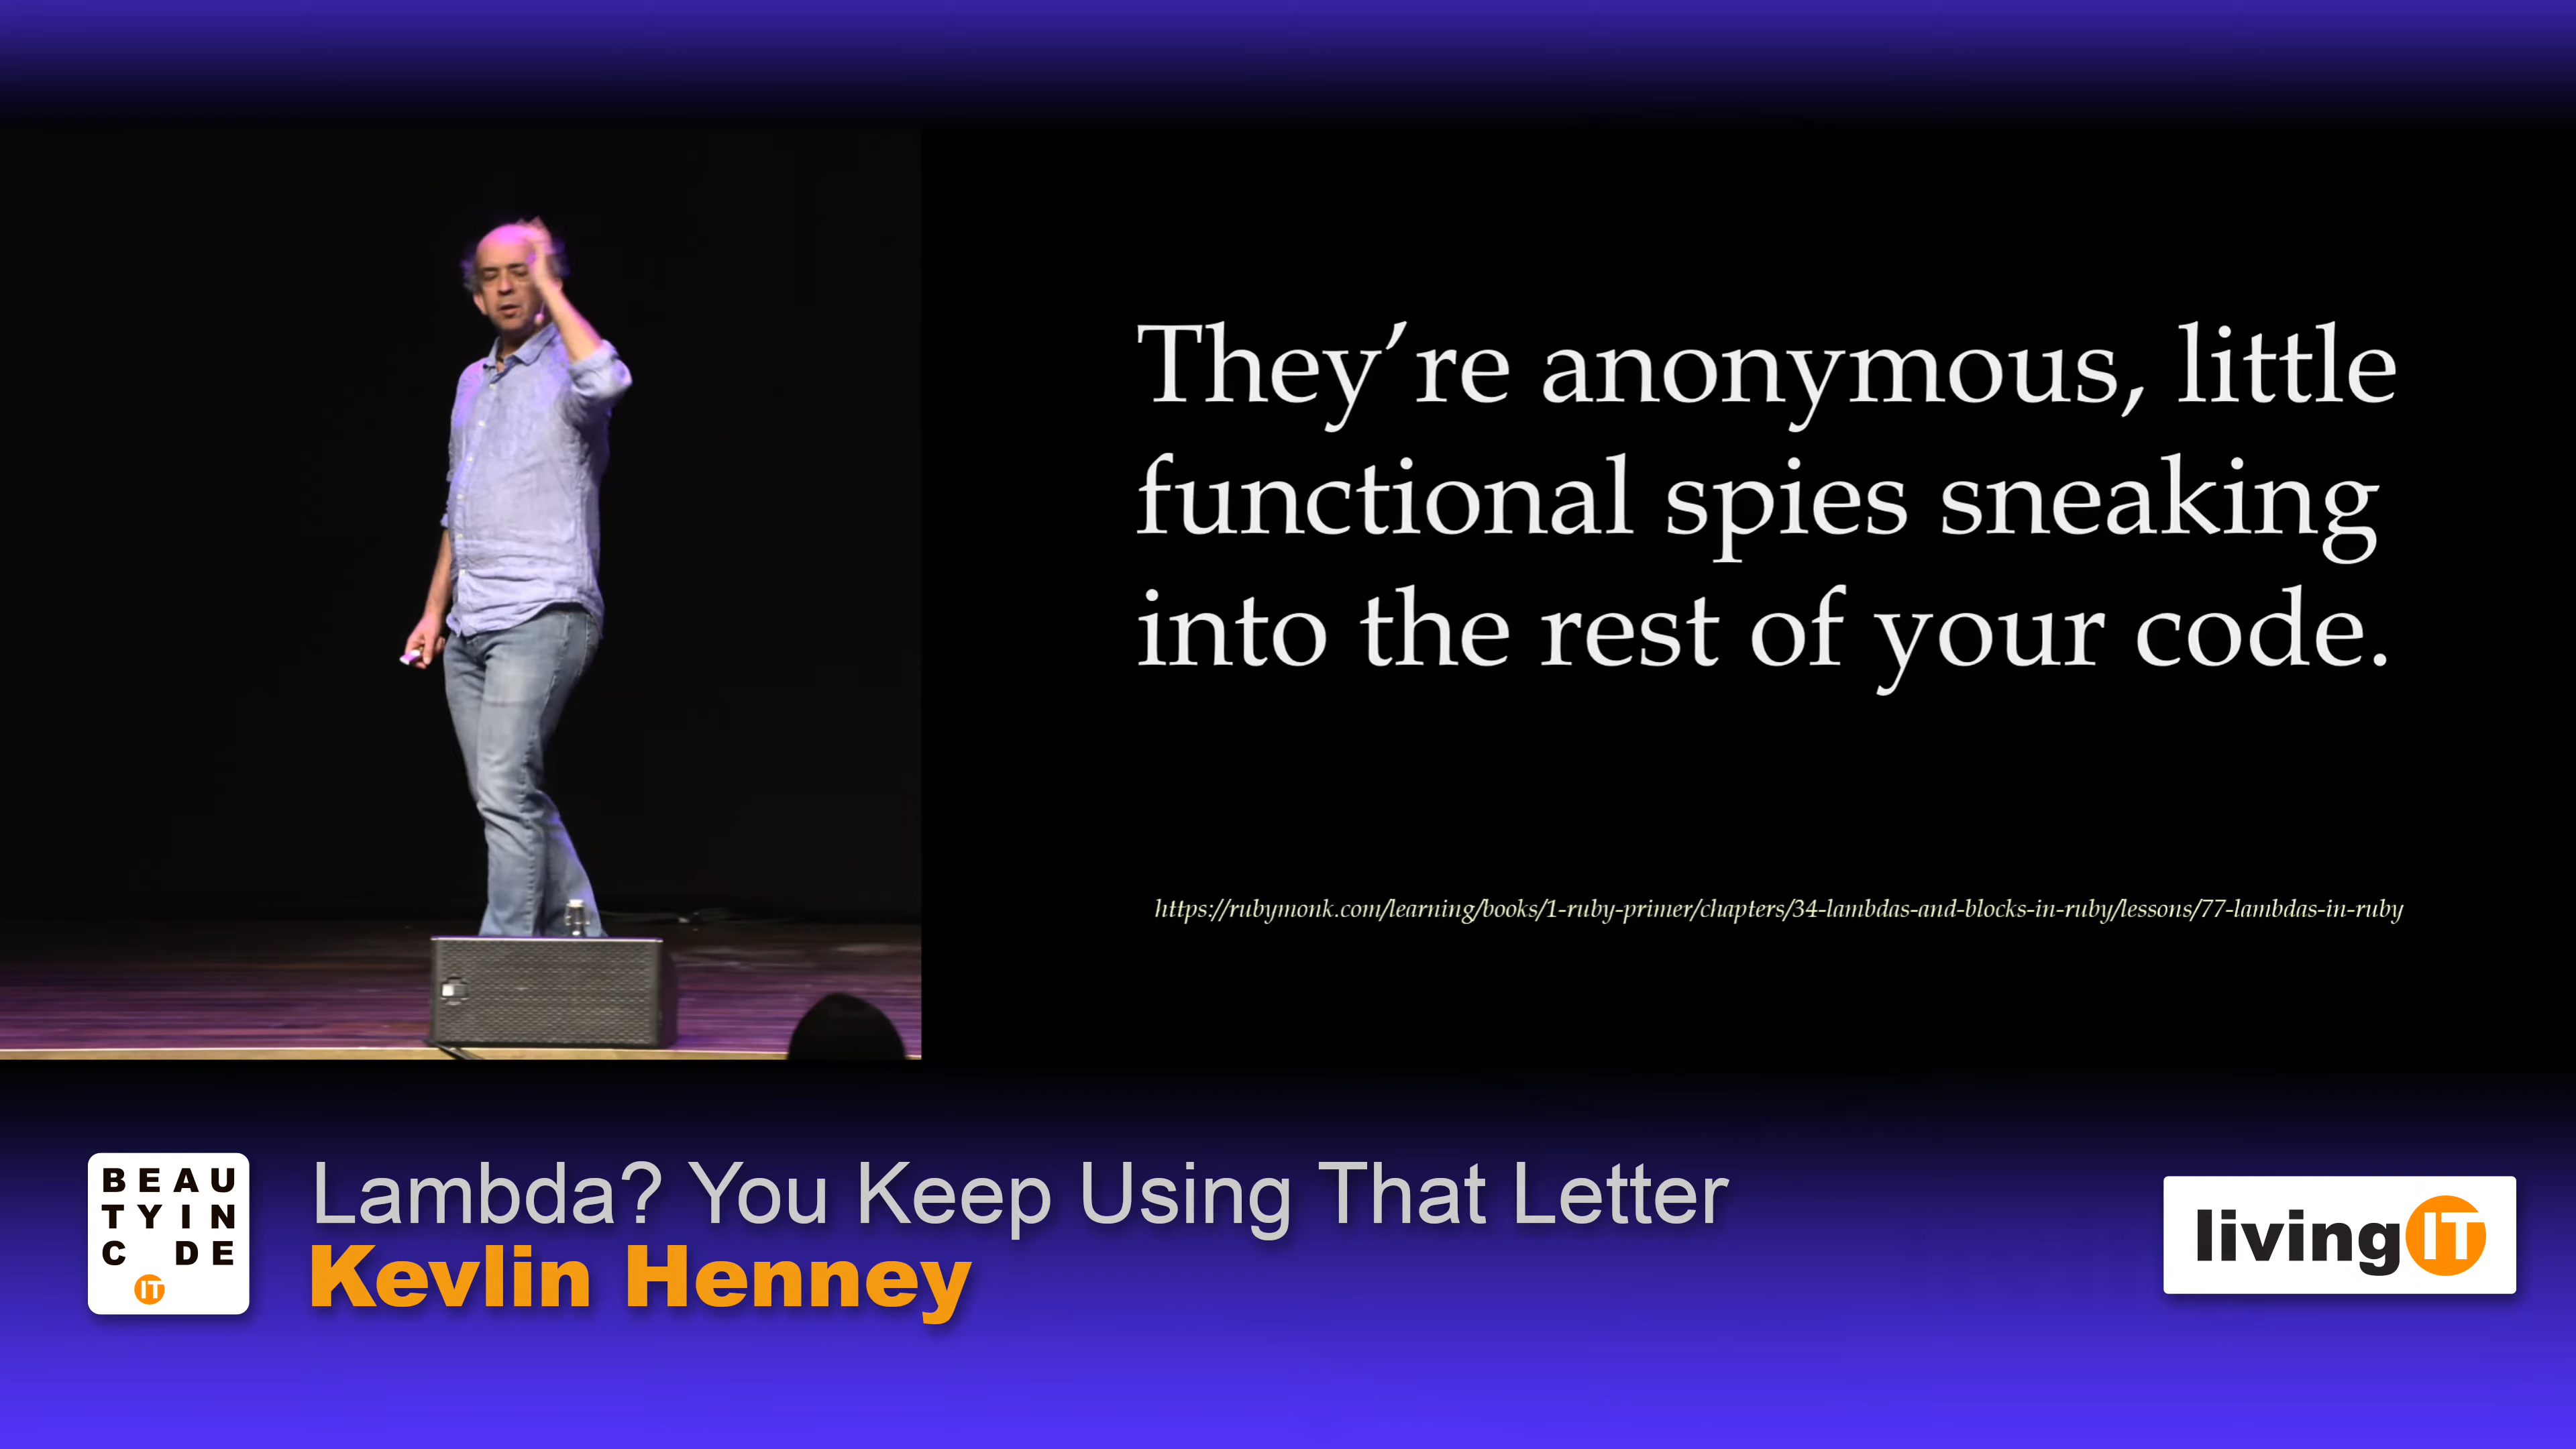 They’re anonymous, little
functional spies sneaking
into the rest of your code.
https://rubymonk.com/learning/books/1-ruby-primer/chapters/34-lambdas-and-blocks-in-ruby/lessons/77-lambdas-in-ruby
BEAU
TYIN
C DE
IT
Lambda? You Keep Using That Letter
Kevlin Henney
livingIT